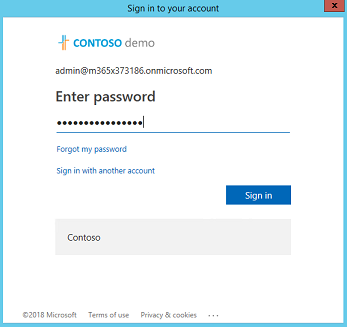 Sign in to your account
x
CONTOSO demo
admin@m365x373186.onmicrosoft.com
Enter password
••••••••••••••••
Forgot my password
Sign in with another account
Sign in
Contoso
©2018 Microsoft Terms of use Privacy & cookies ...